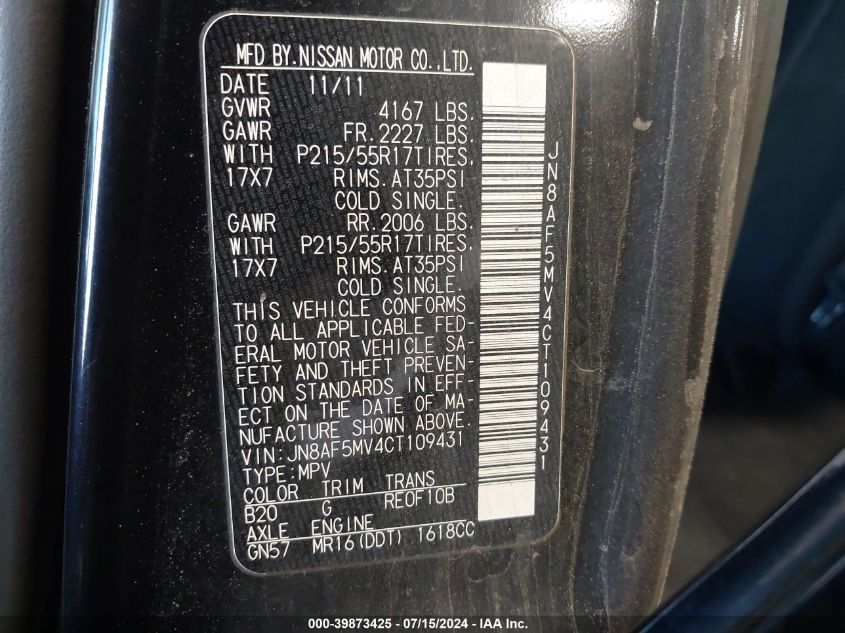 MFD BY.NISSAN MOTOR CO.,LTD.
DATE 11/11
GVWR 4167 LBS.
GAWR FR.2227 LBS.
WITH P215/55R17TIRES.
17X7 RIMS.AT35PSI
COLD SINGLE.
GAWR RR.2006 LBS.
WITH P215/55R17TIRES.
17X7 RIMS.AT35PSI
COLD SINGLE.
THIS VEHICLE CONFORMS
TO ALL APPLICABLE FED-
ERAL MOTOR VEHICLE SA-
FETY AND THEFT PREVEN-
TION STANDARDS IN EFF-
ECT ON THE DATE OF MA-
NUFACTURE SHOWN ABOVE.
VIN:JN8AF5MV4CT109431
TYPE:MPV
COLOR TRIM TRANS
B20 G RE0F10B
AXLE ENGINE
GN57 MR16(DDT) 1618CC
JN8AF5MV4CT109431
000-39873425 - 07/15/2024 - © IAA, Inc.